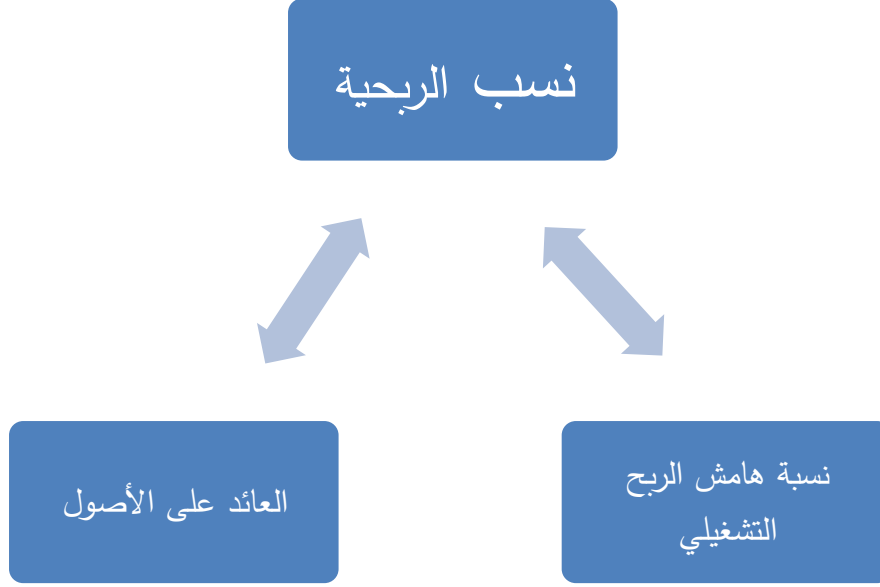 نسب الربحية
نسبة هامش الربح
التشغيلي
العائد على الأصول